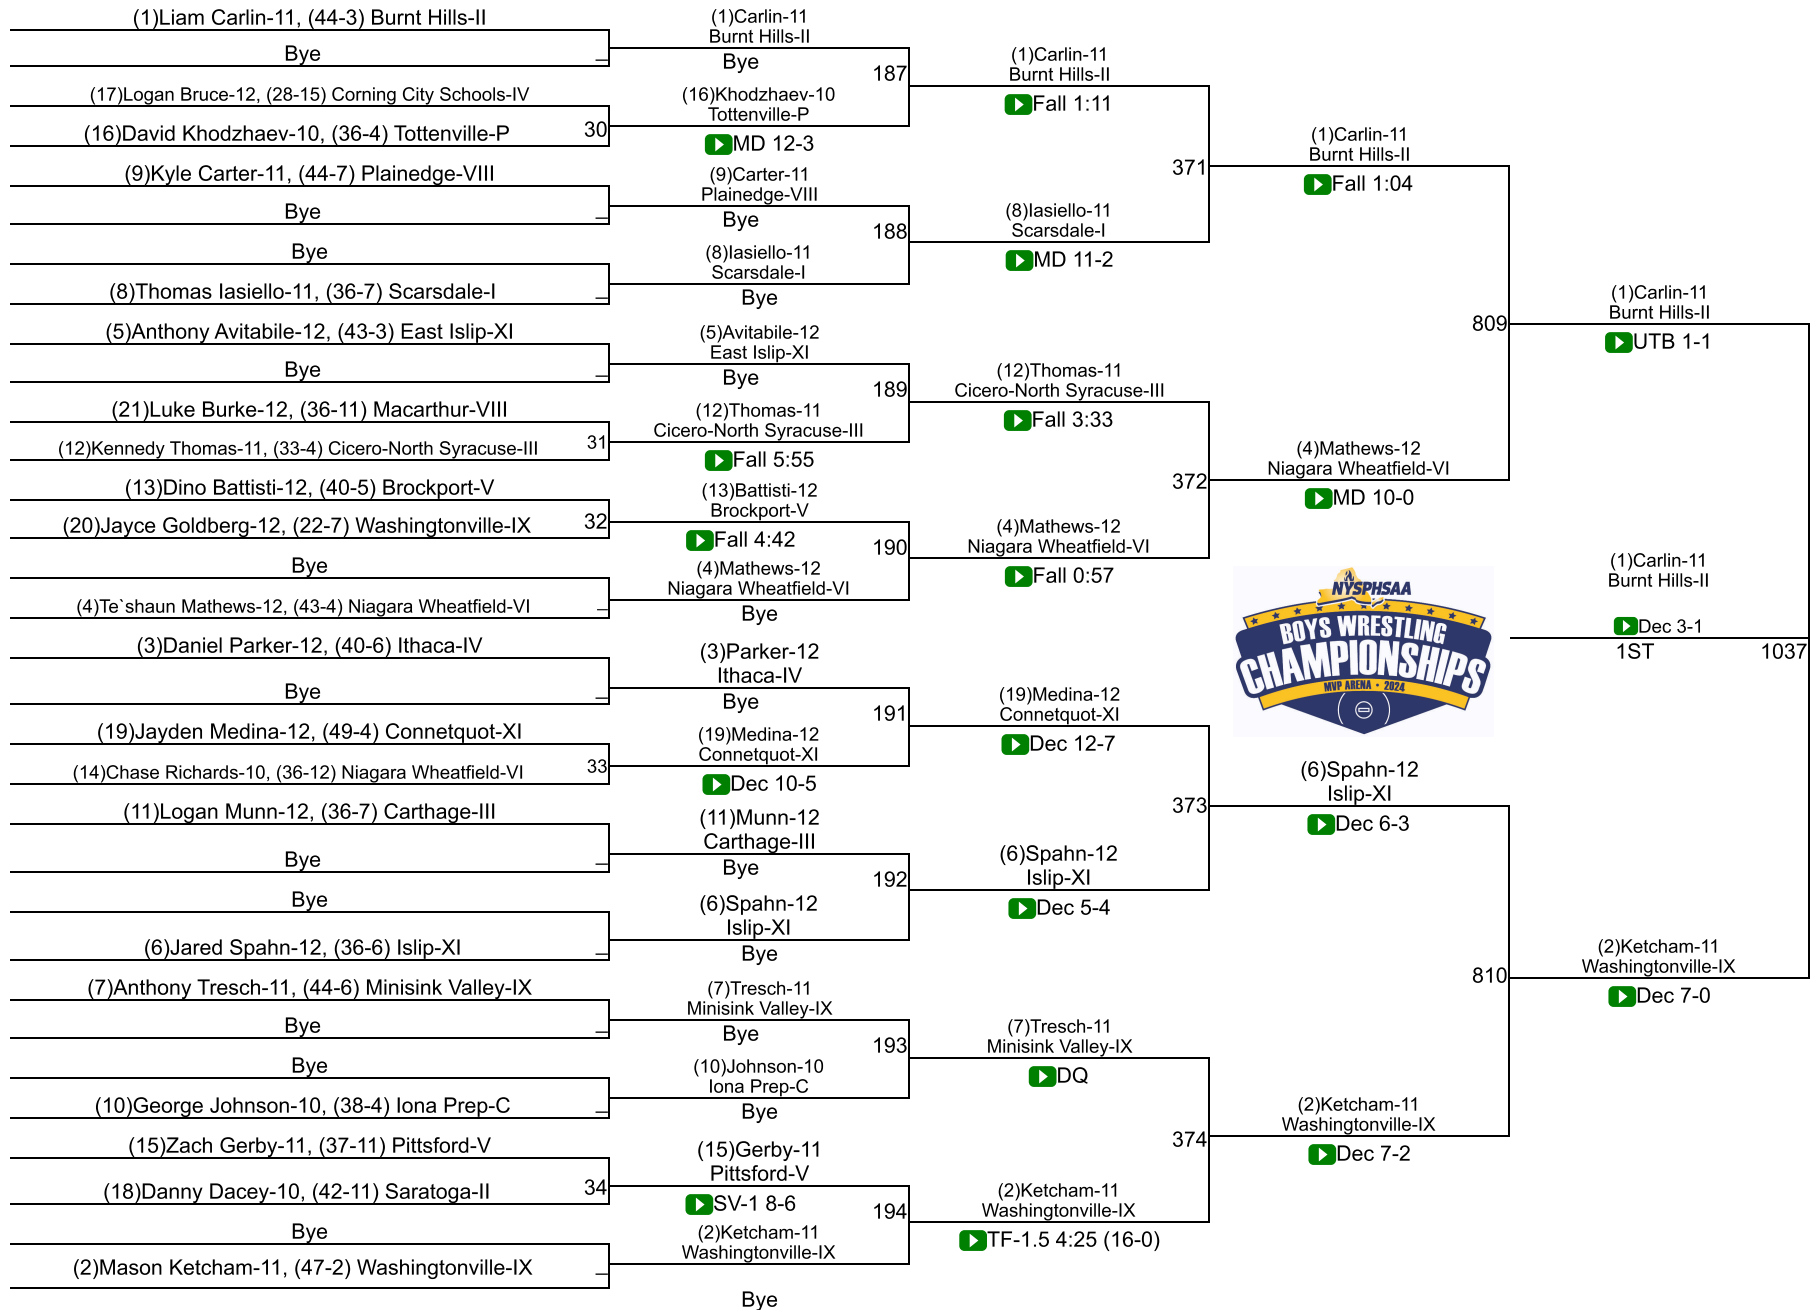 (1)Liam Carlin-11, (44-3) Burnt Hills-II
Bye
(17)Logan Bruce-12, (28-15) Corning City Schools-IV
(16)David Khodzhaev-10, (36-4) Tottenville-P
30
(9)Kyle Carter-11, (44-7) Plainedge-VIII
Bye
Bye
(8)Thomas Iasiello-11, (36-7) Scarsdale-I
(5)Anthony Avitabile-12, (43-3) East Islip-XI
Bye
(21)Luke Burke-12, (36-11) Macarthur-VIII
(12)Kennedy Thomas-11, (33-4) Cicero-North Syracuse-III
31
(13)Dino Battisti-12, (40-5) Brockport-V
(20)Jayce Goldberg-12, (22-7) Washingtonville-IX
32
Bye
(4)Te`shaun Mathews-12, (43-4) Niagara Wheatfield-VI
(3)Daniel Parker-12, (40-6) Ithaca-IV
Bye
(19)Jayden Medina-12, (49-4) Connetquot-XI
(14)Chase Richards-10, (36-12) Niagara Wheatfield-VI
33
(11)Logan Munn-12, (36-7) Carthage-III
Bye
Bye
(6)Jared Spahn-12, (36-6) Islip-XI
(7)Anthony Tresch-11, (44-6) Minisink Valley-IX
Bye
Bye
(10)George Johnson-10, (38-4) Iona Prep-C
(15)Zach Gerby-11, (37-11) Pittsford-V
(18)Danny Dacey-10, (42-11) Saratoga-II
34
Bye
(2)Mason Ketcham-11, (47-2) Washingtonville-IX
(1)Carlin-11
Burnt Hills-II
Bye
187
(16)Khodzhaev-10
Tottenville-P
MD 12-3
(9)Carter-11
Plainedge-VIII
Bye
188
(8)Iasiello-11
Scarsdale-I
Bye
(5)Avitabile-12
East Islip-XI
Bye
189
(12)Thomas-11
Cicero-North Syracuse-III
Fall 5:55
(13)Battisti-12
Brockport-V
Fall 4:42
190
(4)Mathews-12
Niagara Wheatfield-VI
Bye
(3)Parker-12
Ithaca-IV
Bye
191
(19)Medina-12
Connetquot-XI
Dec 10-5
(11)Munn-12
Carthage-III
Bye
192
(6)Spahn-12
Islip-XI
Bye
(7)Tresch-11
Minisink Valley-IX
Bye
193
(10)Johnson-10
Iona Prep-C
Bye
(15)Gerby-11
Pittsford-V
SV-1 8-6
194
(2)Ketcham-11
Washingtonville-IX
Bye
(1)Carlin-11
Burnt Hills-II
Fall 1:11
371
(8)Iasiello-11
Scarsdale-I
MD 11-2
(12)Thomas-11
Cicero-North Syracuse-III
Fall 3:33
372
(4)Mathews-12
Niagara Wheatfield-VI
Fall 0:57
(19)Medina-12
Connetquot-XI
Dec 12-7
373
(6)Spahn-12
Islip-XI
Dec 5-4
(7)Tresch-11
Minisink Valley-IX
DQ
374
(2)Ketcham-11
Washingtonville-IX
TF-1.5 4:25 (16-0)
(1)Carlin-11
Burnt Hills-II
Fall 1:04
809
(4)Mathews-12
Niagara Wheatfield-VI
MD 10-0
NYSPHSAA
BOYS WRESTLING
CHAMPIONSHIPS
MVP ARENA • 2024
(6)Spahn-12
Islip-XI
Dec 6-3
810
(2)Ketcham-11
Washingtonville-IX
Dec 7-2
(1)Carlin-11
Burnt Hills-II
UTB 1-1
(1)Carlin-11
Burnt Hills-II
Dec 3-1
1ST
1037
(2)Ketcham-11
Washingtonville-IX
Dec 7-0